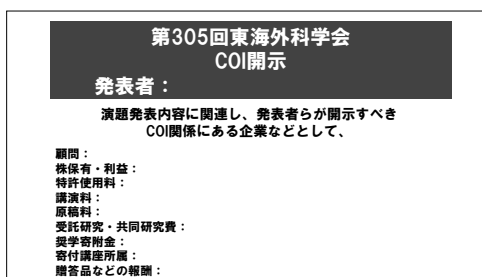 第305回東海外科学会
COI開示
発表者：
演題発表内容に関連し、発表者らが開示すべき
COI関係にある企業などとして、
顧問：
株保有・利益：
特許使用料：
講演料：
原稿料：
受託研究・共同研究費：
奨学寄附金：
寄付講座所属：
贈答品などの報酬：